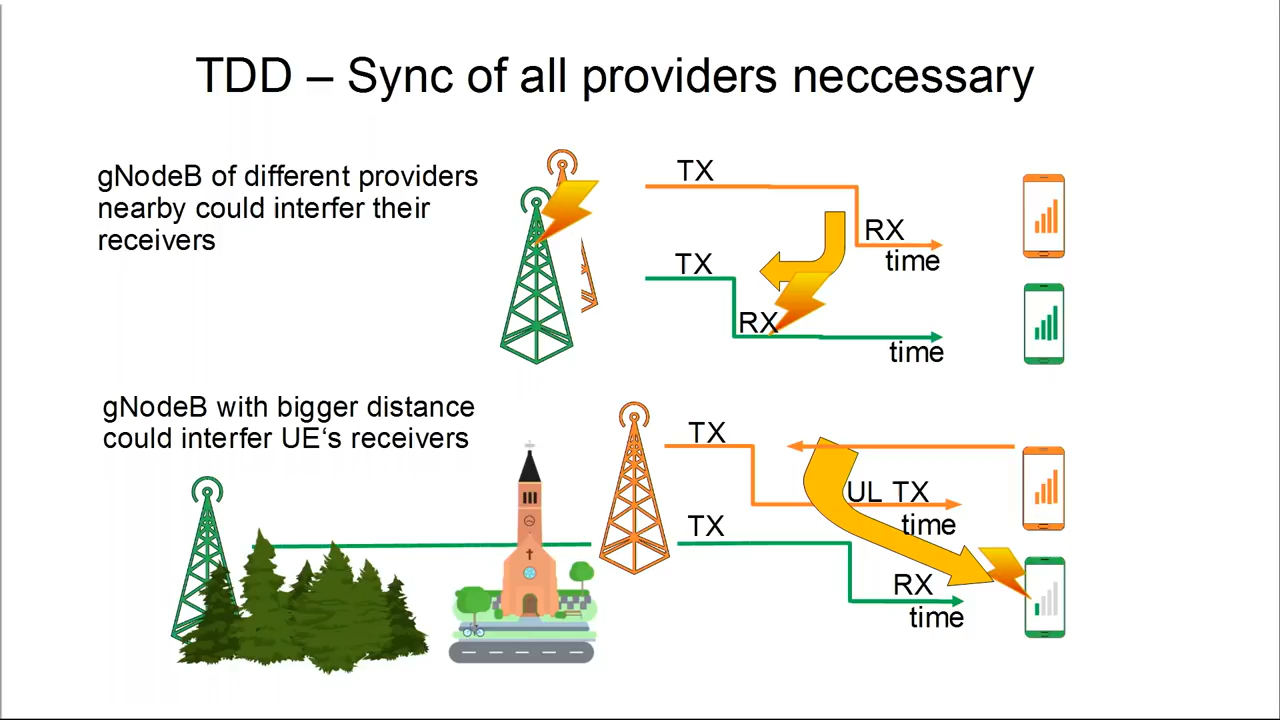 TDD – Sync of all providers neccessary
gNodeB of different providers
nearby could interfer their
receivers
TX
RX
time
TX
RX
time
gNodeB with bigger distance
could interfer UE‘s receivers
TX
UL TX
time
TX
RX
time